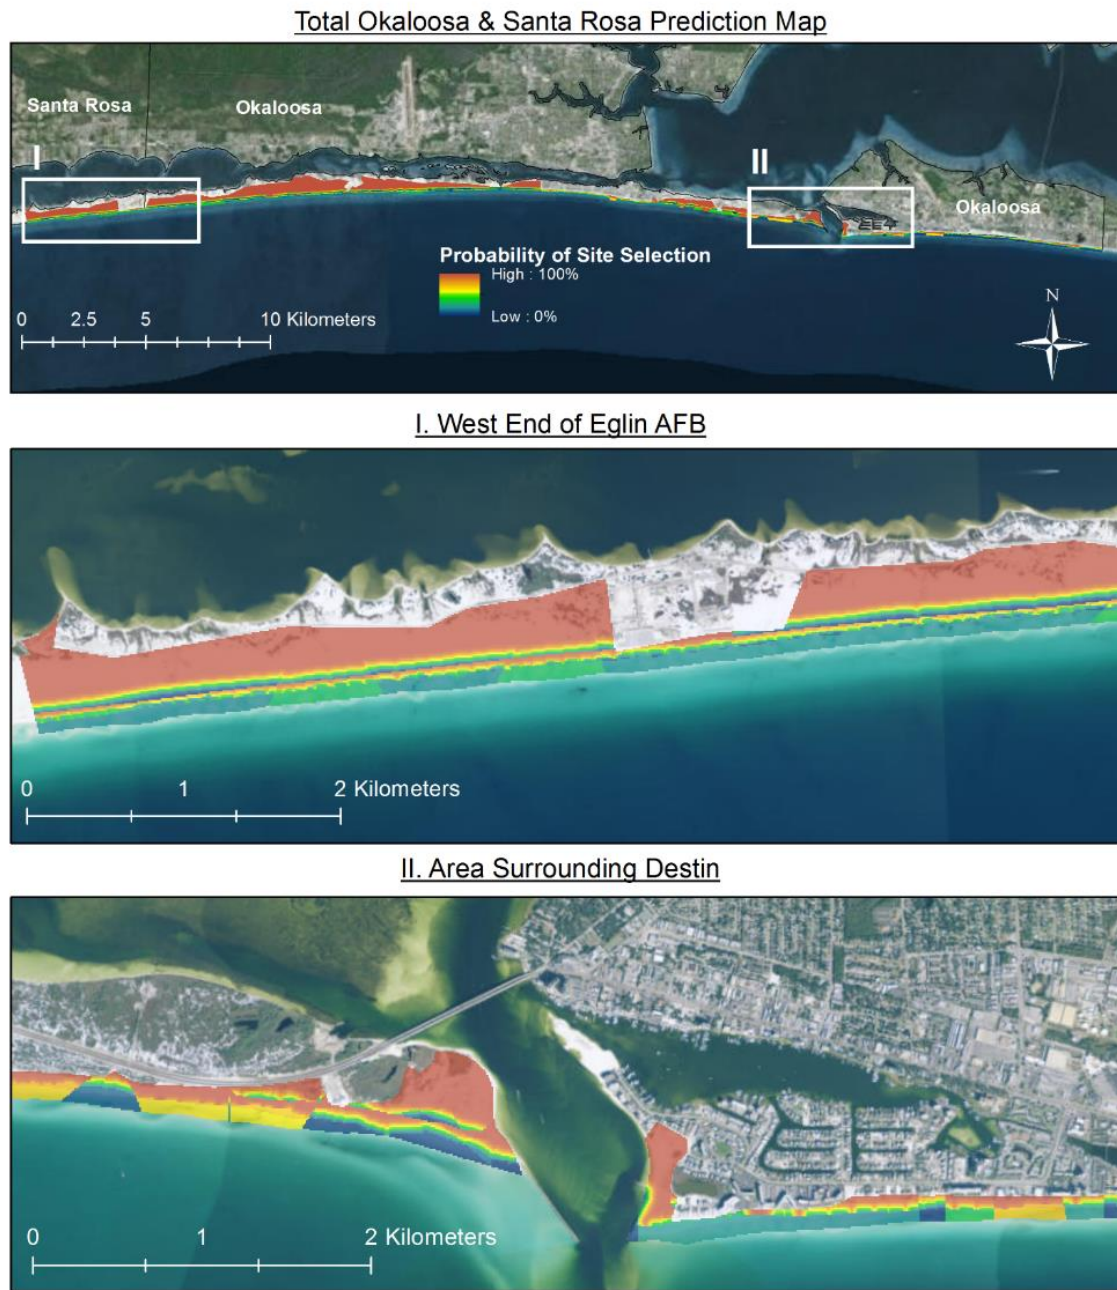 Total Okaloosa & Santa Rosa Prediction Map
Santa Rosa
Okaloosa
I
II
Okaloosa
Probability of Site Selection
High : 100%
Low : 0%
0 2.5 5 10 Kilometers
N
I. West End of Eglin AFB
0 1 2 Kilometers
II. Area Surrounding Destin
0 1 2 Kilometers